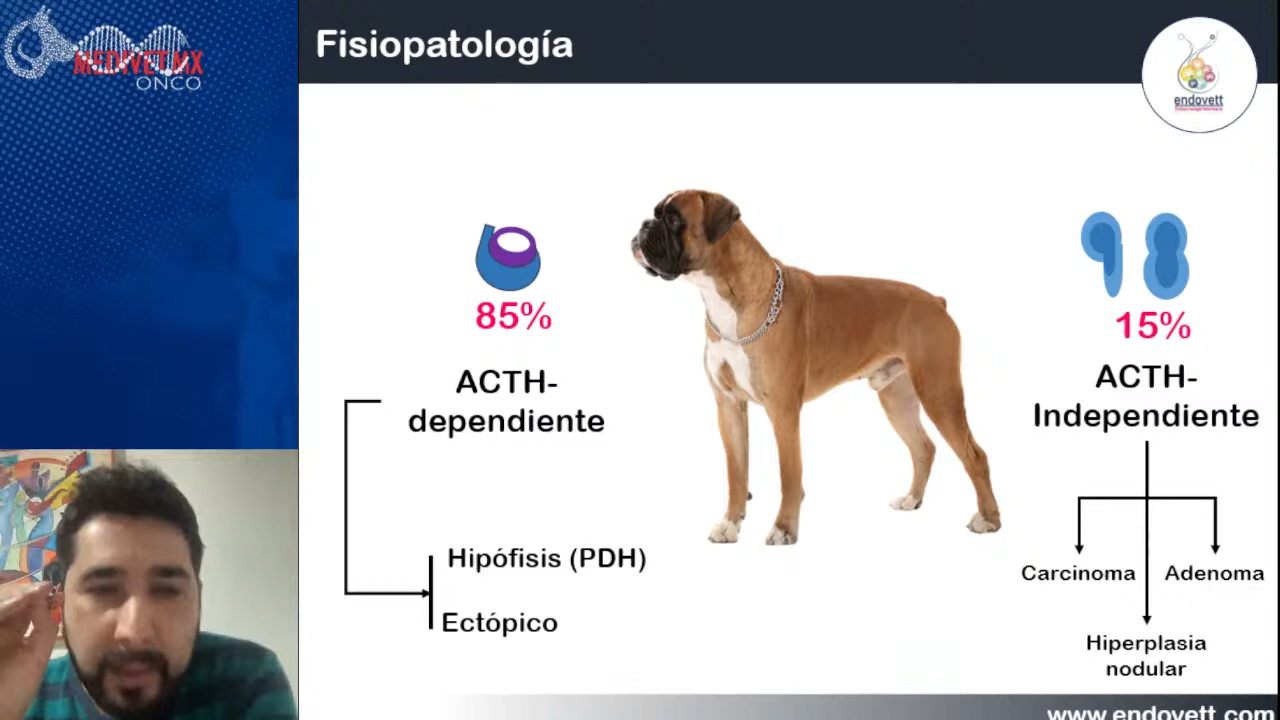 MEDIVET.MX
ONCO
Fisiopatología
endovett
85%
ACTH-
dependiente
Hipófisis (PDH)
Ectópico
15%
ACTH-
Independiente
Carcinoma
Adenoma
Hiperplasia
nodular
www.endovett.com